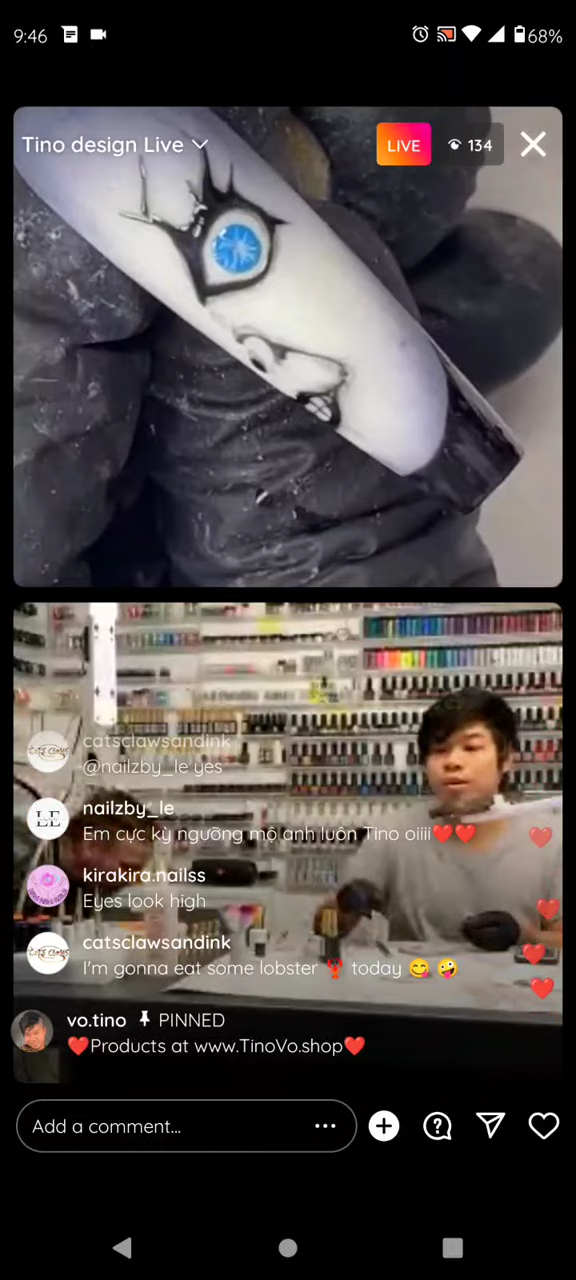 9:46
68%
Tino design Live
LIVE
134
catsclawsandink
@nailzby_le yes
nailzby_le
Em cực kỳ ngưỡng mộ anh luôn Tino oiiii❤️❤️
kirakira.nailss
Eyes look high
catsclawsandink
I'm gonna eat some lobster 🦞 today 😋 🤪
vo.tino 📌 PINNED
❤️Products at www.TinoVo.shop❤️
Add a comment...